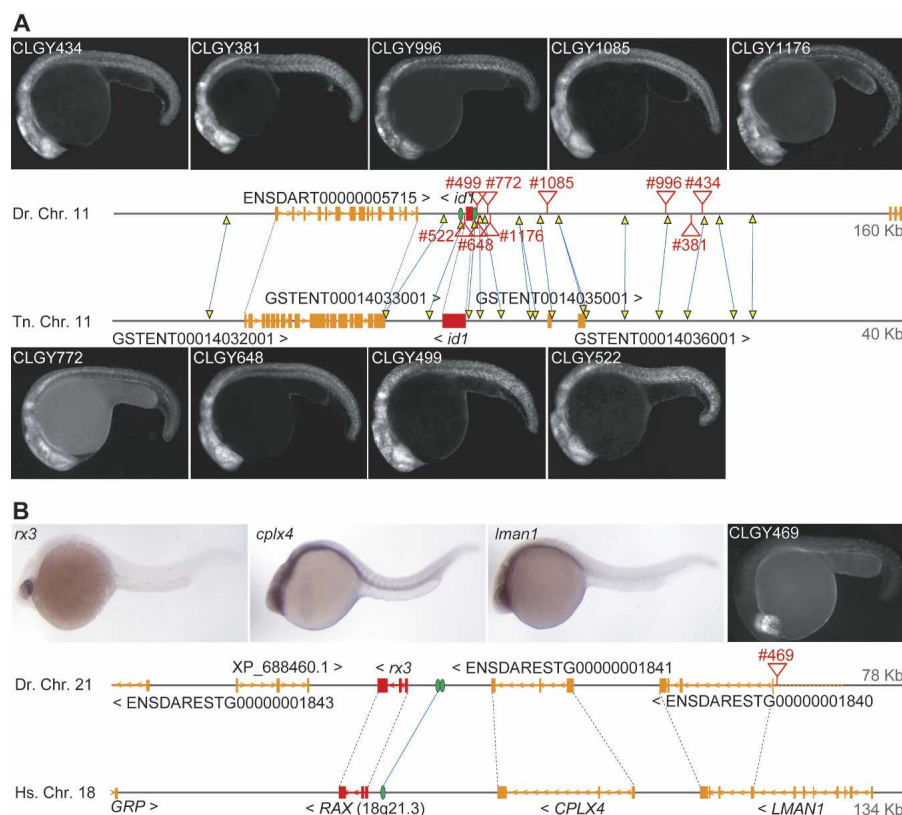 A
CLGY434 CLGY381 CLGY996 CLGY1085 CLGY1176
#499 #772 #1085 #996 #434
ENSDART00000005715 > < id1
Dr. Chr. 11
160 Kb
#522 #648 #1176 #381
GSTENT00014033001 > GSTENT0014035001 >
Tn. Chr. 11
40 Kb
GSTENT00014032001 > < id1 GSTENT00014036001 >
CLGY772 CLGY648 CLGY499 CLGY522
B
rx3 cplx4 lman1 CLGY469
#469
XP_688460.1 > < rx3 < ENSDARESTG00000001841
Dr. Chr. 21
78 Kb
< ENSDARESTG00000001843 < ENSDARESTG00000001840
Hs. Chr. 18
GRP > < RAX (18q21.3) < CPLX4 < LMAN1
134 Kb